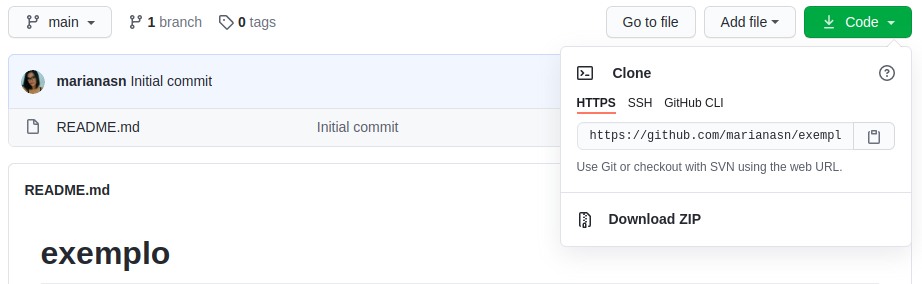 main 1 branch 0 tags Go to file Add file Code
marianasn Initial commit
README.md Initial commit
README.md
exemplo
Clone
HTTPS SSH GitHub CLI
https://github.com/marianasn/exempl
Use Git or checkout with SVN using the web URL.
Download ZIP